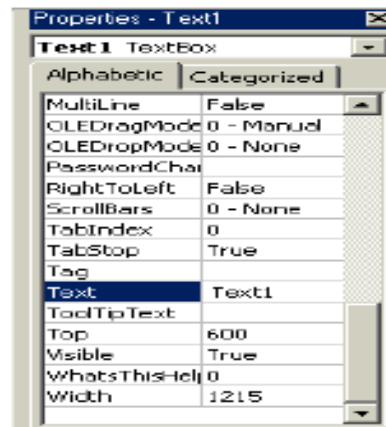 Properties - Text1
Text1 TextBox
Alphabetic Categorized
MultiLine False
OLEDragMode 0 - Manual
OLEDropMode 0 - None
PasswordChar
RightToLeft False
ScrollBars 0 - None
TabIndex 0
TabStop True
Tag
Text Text1
ToolTipText
Top 600
Visible True
WhatsThisHelp 0
Width 1215